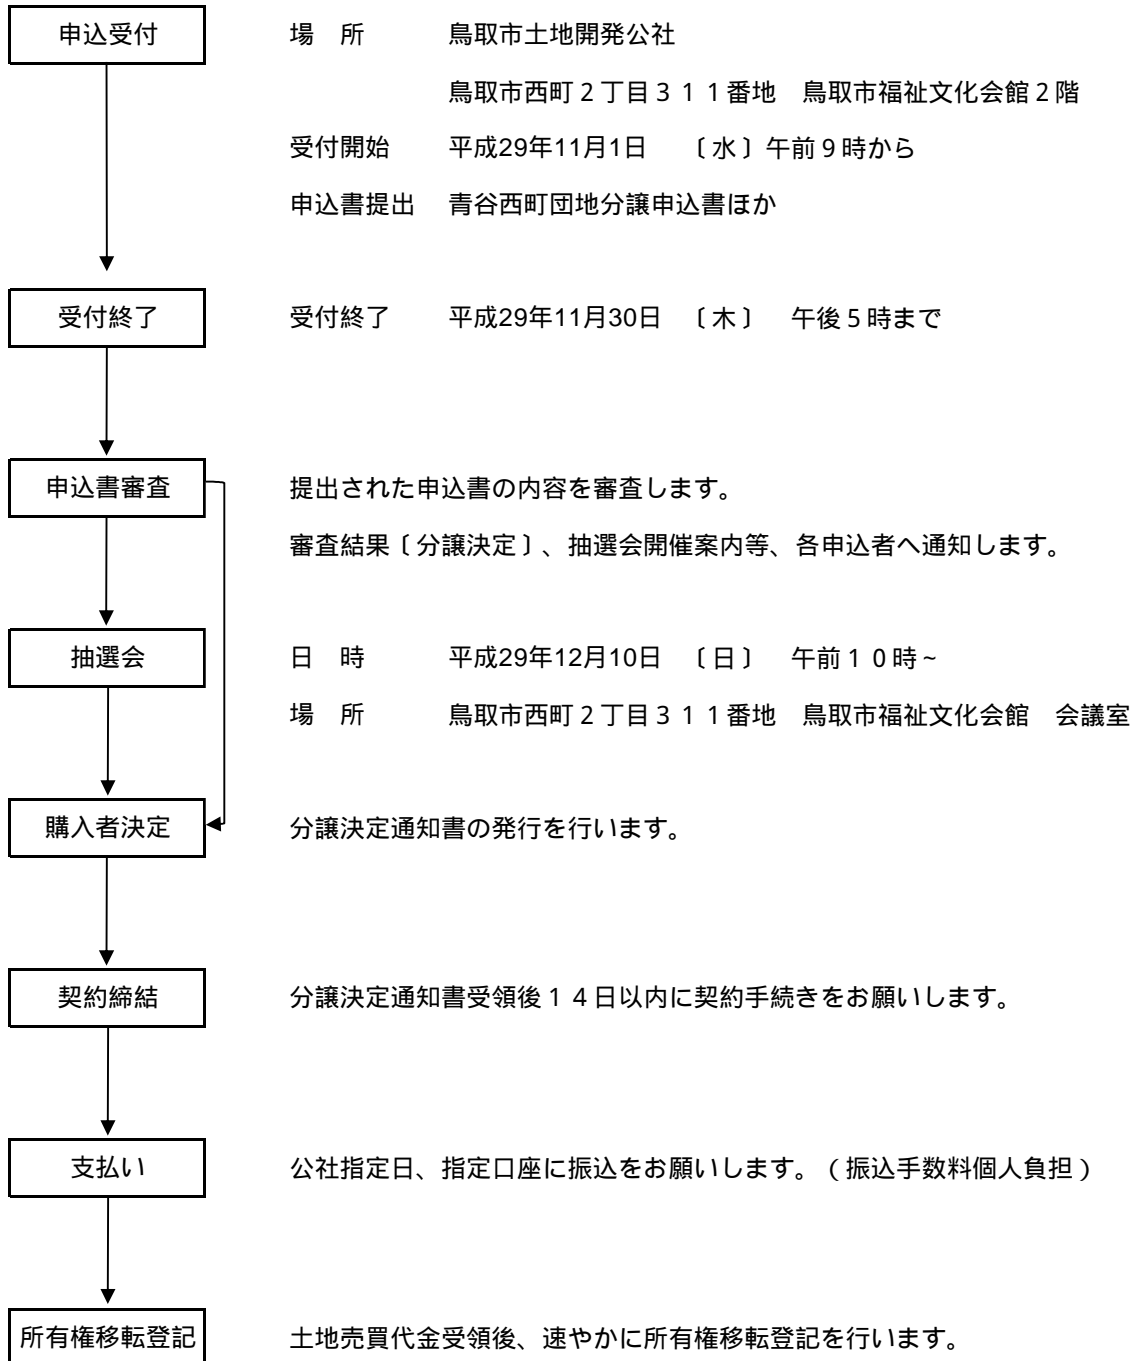 申込受付　場　所　鳥取市土地開発公社
鳥取市西町２丁目３１１番地　鳥取市福祉文化会館２階
受付開始　平成29年11月1日　〔水〕午前９時から
申込書提出　青谷西町団地分譲申込書ほか
受付終了　受付終了　平成29年11月30日　〔木〕　午後５時まで
申込書審査　提出された申込書の内容を審査します。
審査結果〔分譲決定〕、抽選会開催案内等、各申込者へ通知します。
抽選会　日　時　平成29年12月10日　〔日〕　午前１０時~
場　所　鳥取市西町２丁目３１１番地　鳥取市福祉文化会館　会議室
購入者決定　分譲決定通知書の発行を行います。
契約締結　分譲決定通知書受領後１４日以内に契約手続きをお願いします。
支払い　公社指定日、指定口座に振込をお願いします。（振込手数料個人負担）
所有権移転登記　土地売買代金受領後、速やかに所有権移転登記を行います。